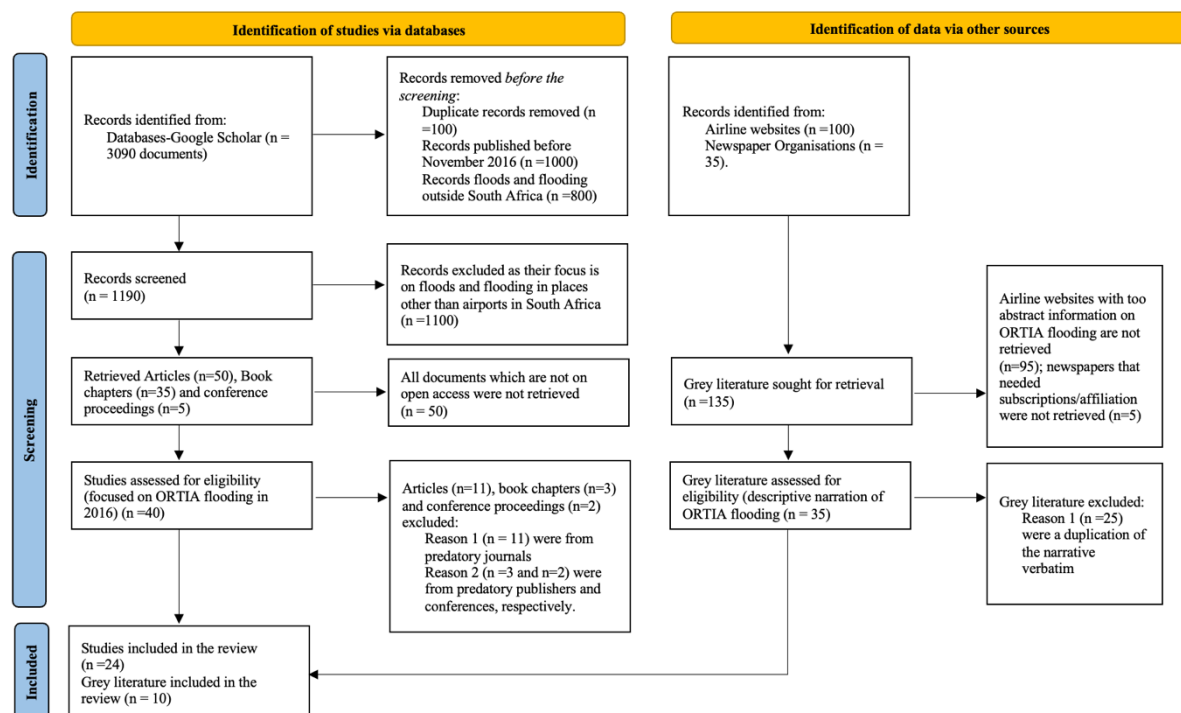 Identification of studies via databases
Identification of data via other sources
Identification
Records identified from:
Databases-Google Scholar (n =
3090 documents)
Records removed before the
screening:
Duplicate records removed (n
=100)
Records published before
November 2016 (n =1000)
Records floods and flooding
outside South Africa (n =800)
Records identified from:
Airline websites (n =100)
Newspaper Organisations (n =
35).
Screening
Records screened
(n = 1190)
Records excluded as their focus is
on floods and flooding in places
other than airports in South Africa
(n =1100)
Retrieved Articles (n=50), Book
chapters (n=35) and conference
proceedings (n=5)
All documents which are not on
open access were not retrieved
(n = 50)
Grey literature sought for retrieval
(n =135)
Airline websites with too
abstract information on
ORTIA flooding are not
retrieved
(n=95); newspapers that
needed
subscriptions/affiliation
were not retrieved (n=5)
Studies assessed for eligibility
(focused on ORTIA flooding in
2016) (n =40)
Articles (n=11), book chapters (n=3)
and conference proceedings (n=2)
excluded:
Reason 1 (n = 11) were from
predatory journals
Reason 2 (n =3 and n=2) were
from predatory publishers and
conferences, respectively.
Grey literature assessed for
eligibility (descriptive narration of
ORTIA flooding (n = 35)
Grey literature excluded:
Reason 1 (n =25)
were a duplication of
the narrative
verbatim
Included
Studies included in the review
(n =24)
Grey literature included in the
review (n = 10)